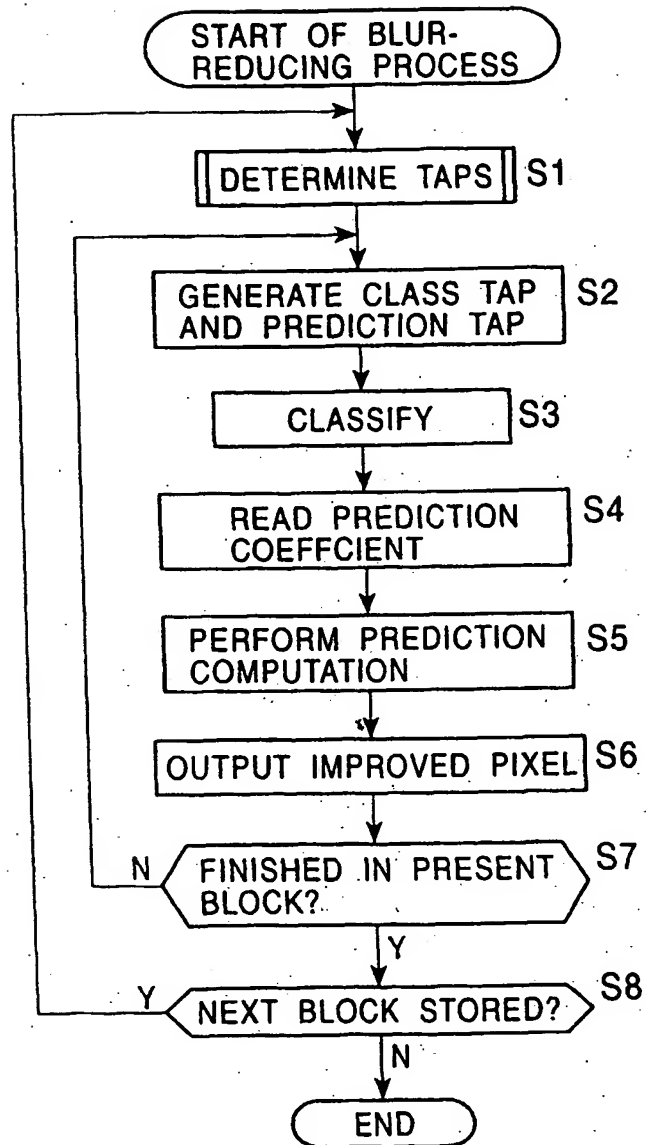 START OF BLUR-
REDUCING PROCESS
DETERMINE TAPS S1
GENERATE CLASS TAP
AND PREDICTION TAP
S2
CLASSIFY S3
READ PREDICTION
COEFFCIENT
S4
PERFORM PREDICTION
COMPUTATION
S5
OUTPUT IMPROVED PIXEL S6
N
FINISHED IN PRESENT
BLOCK?
S7
Y
Y
NEXT BLOCK STORED?
S8
N
END